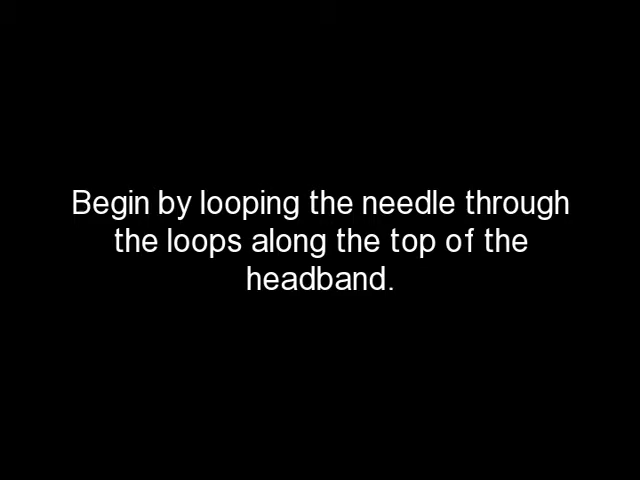 Begin by looping the needle through
the loops along the top of the
headband.